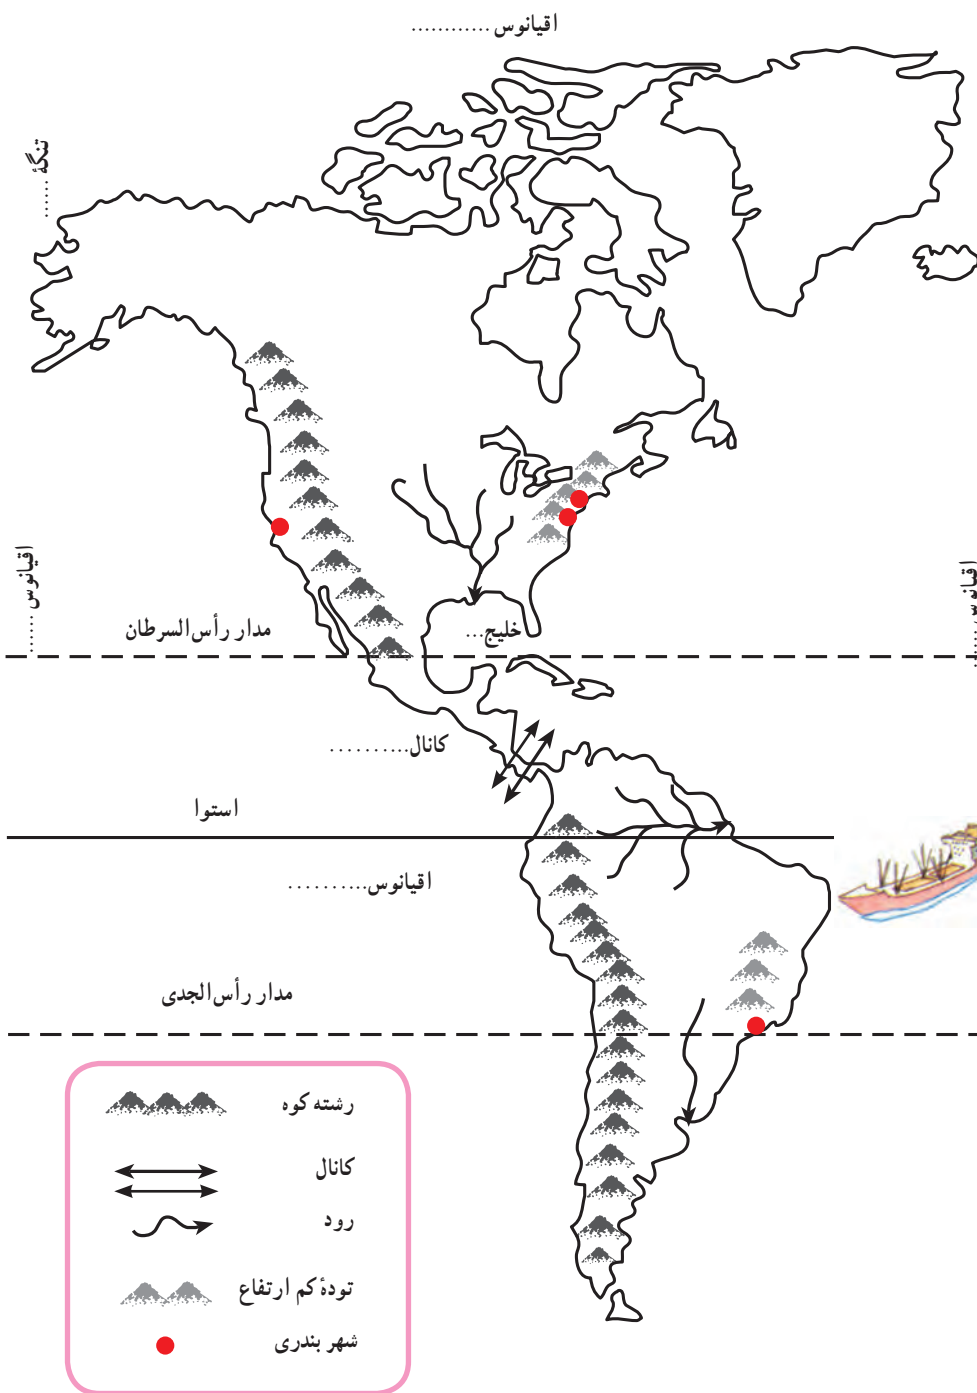 اقیانوس ............
تنگهٔ ......
اقیانوس ......
اقیانوس ......
مدار رأس‌السرطان
خلیج...
کانال..........
استوا
اقیانوس..........
مدار رأس‌الجدی
رشته کوه
کانال
رود
تودهٔ کم ارتفاع
شهر بندری